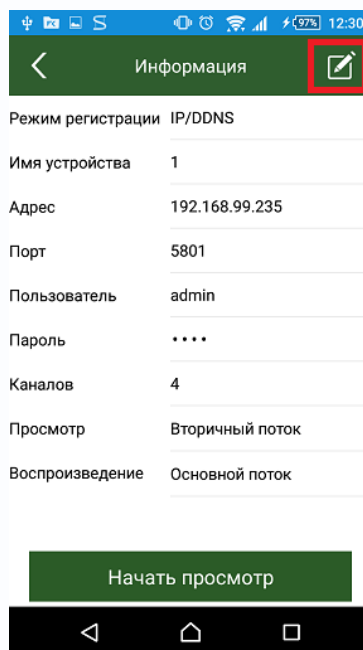 97% 12:30
Информация
Режим регистрации IP/DDNS
Имя устройства 1
Адрес 192.168.99.235
Порт 5801
Пользователь admin
Пароль ••••
Каналов 4
Просмотр Вторичный поток
Воспроизведение Основной поток
Начать просмотр